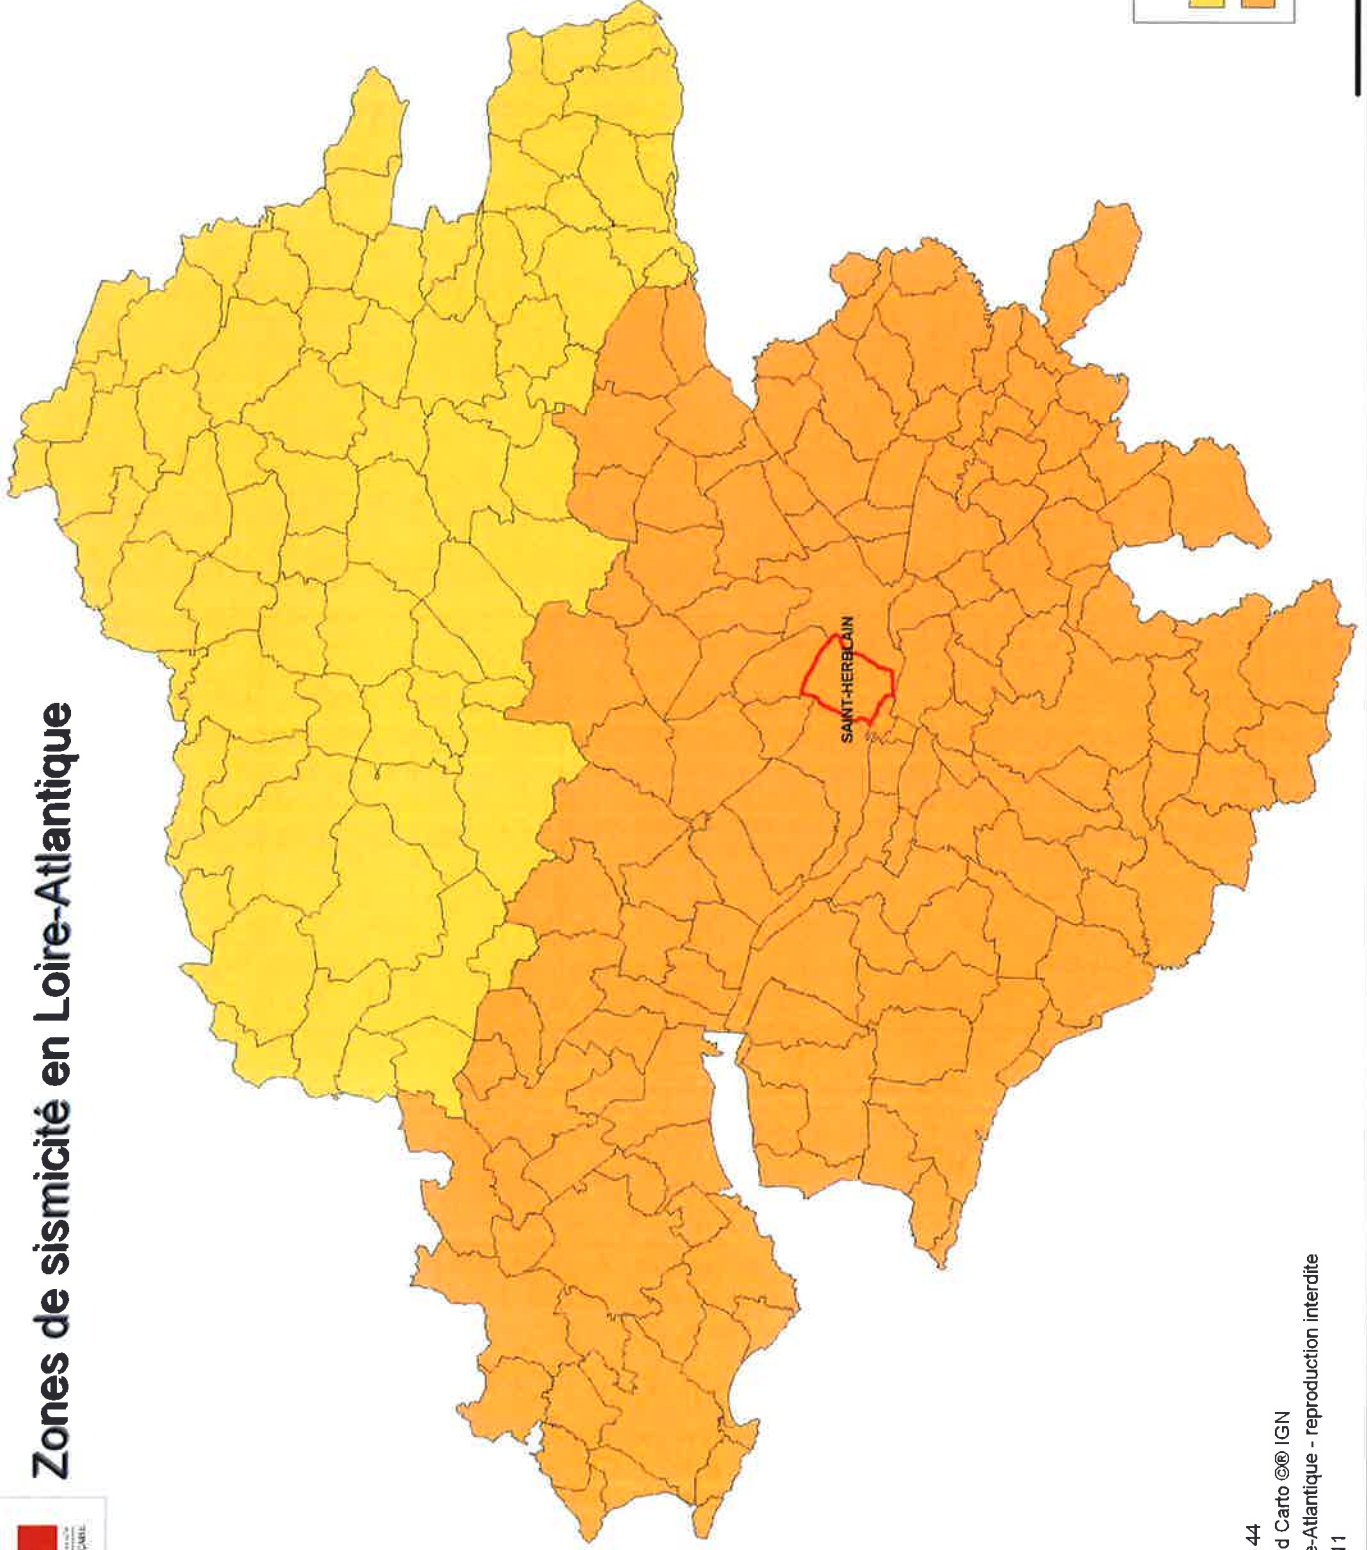 Zones de sismicité en Loire-Atlantique
SAINT-HERBLAIN
44
d Carto ©® IGN
e-Atlantique - reproduction interdite
11